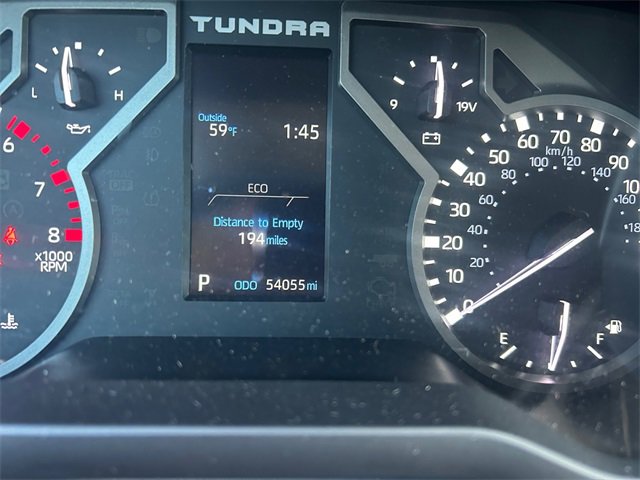 TUNDRA
L H
Outside
59°F 1:45
ECO
Distance to Empty
194 miles
P ODO 54055 mi
6
7
8
x1000
RPM
9 19V
0 20 30 40 50 60 70 80 90
km/h
20 40 60 80 100 120 140 160
E F